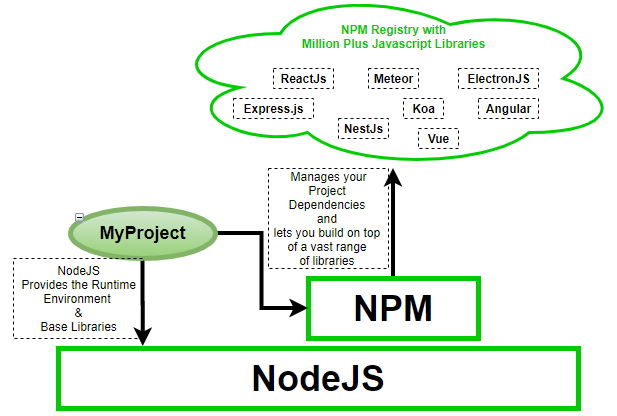 NPM Registry with
Million Plus Javascript Libraries
ReactJs
Meteor
ElectronJS
Express.js
Koa
Angular
NestJs
Vue
Manages your
Project
Dependencies
and
lets you build on top
of a vast range
of libraries
MyProject
NodeJS
Provides the Runtime
Environment
&
Base Libraries
NPM
NodeJS